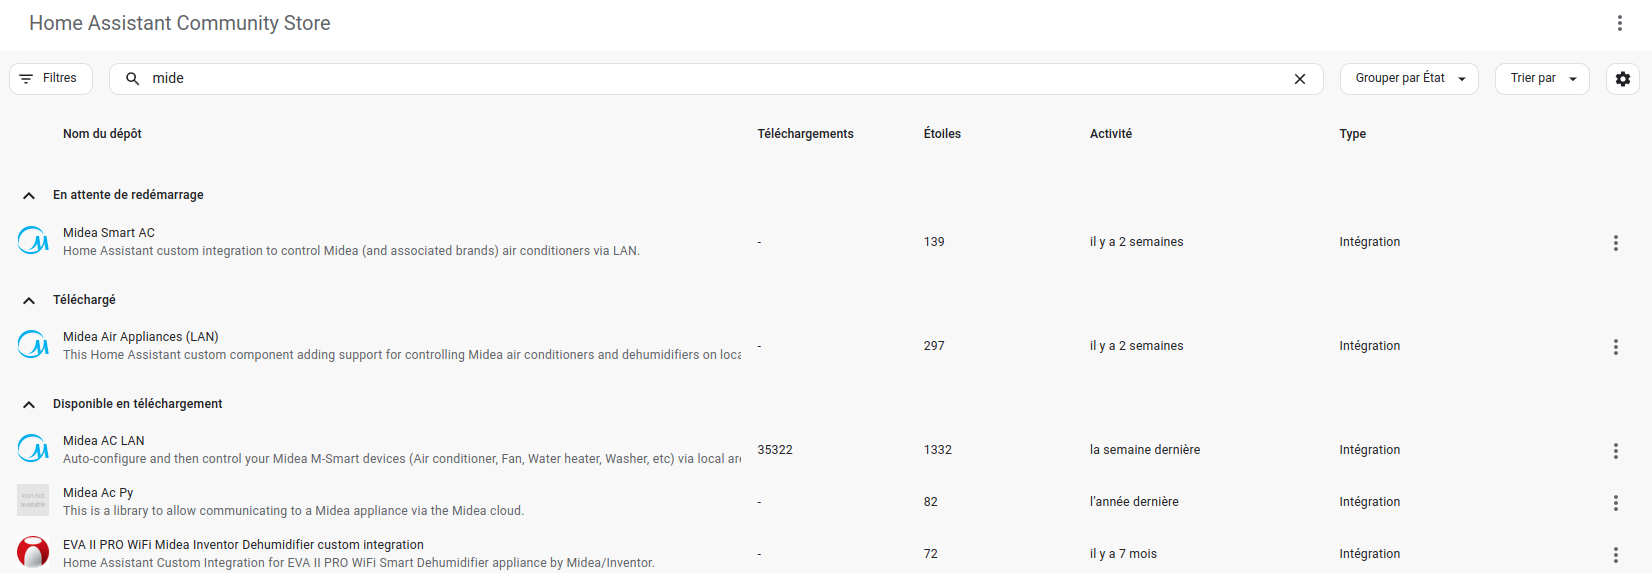 Home Assistant Community Store
Filtres mide Grouper par État Trier par
Nom du dépôt Téléchargements Étoiles Activité Type
En attente de redémarrage
Midea Smart AC
Home Assistant custom integration to control Midea (and associated brands) air conditioners via LAN.
- 139 il y a 2 semaines Intégration
Téléchargé
Midea Air Appliances (LAN)
This Home Assistant custom component adding support for controlling Midea air conditioners and dehumidifiers on loca
- 297 il y a 2 semaines Intégration
Disponible en téléchargement
Midea AC LAN
Auto-configure and then control your Midea M-Smart devices (Air conditioner, Fan, Water heater, Washer, etc) via local are
35322 1332 la semaine dernière Intégration
icon not
available
Midea Ac Py
This is a library to allow communicating to a Midea appliance via the Midea cloud.
- 82 l'année dernière Intégration
EVA II PRO WiFi Midea Inventor Dehumidifier custom integration
Home Assistant Custom Integration for EVA II PRO WiFi Smart Dehumidifier appliance by Midea/Inventor.
- 72 il y a 7 mois Intégration